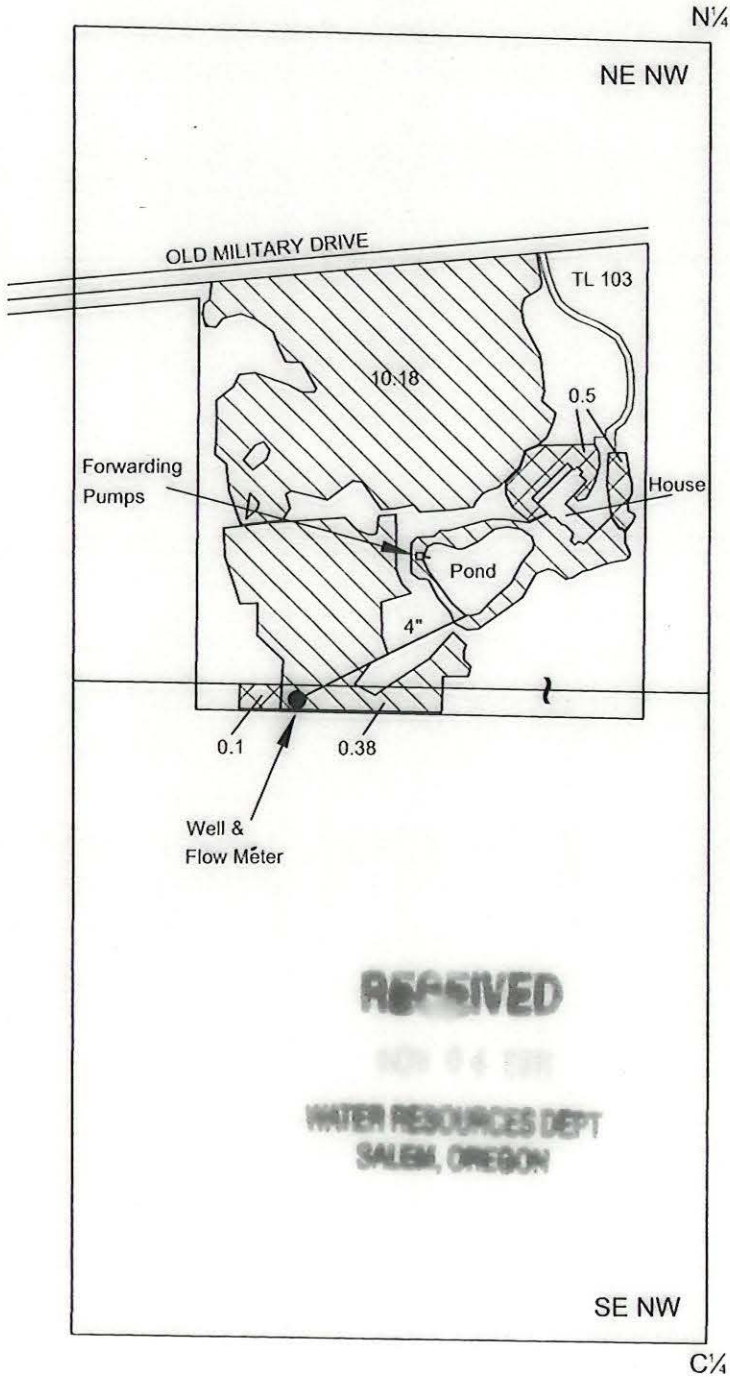 N¼
NE NW
OLD MILITARY DRIVE
TL 103
10.18
0.5
Forwarding
Pumps
House
Pond
4"
0.1
0.38
Well &
Flow Meter
RECEIVED
WATER RESOURCES DEPT
SALEM, OREGON
SE NW
C¼